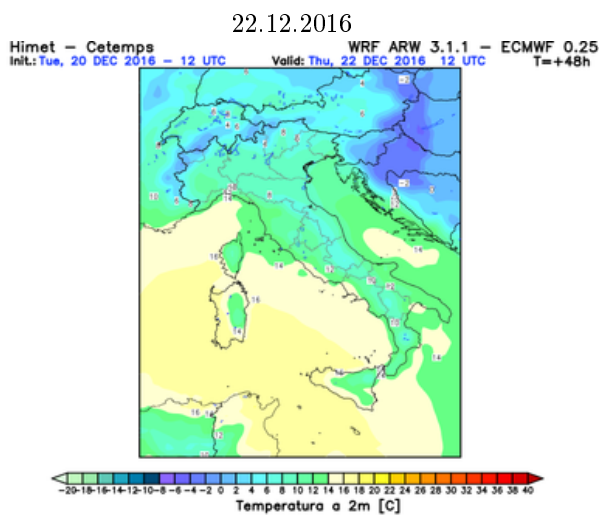 22.12.2016
Himet – Cetemps WRF ARW 3.1.1 – ECMWF 0.25
Init.: Tue, 20 DEC 2016 – 12 UTC Valid: Thu, 22 DEC 2016 12 UTC T=+48h
-20 -18 -16 -14 -12 -10 -8 -6 -4 -2 0 2 4 6 8 10 12 14 16 18 20 22 24 26 28 30 32 34 36 38 40
Temperatura a 2m [C]